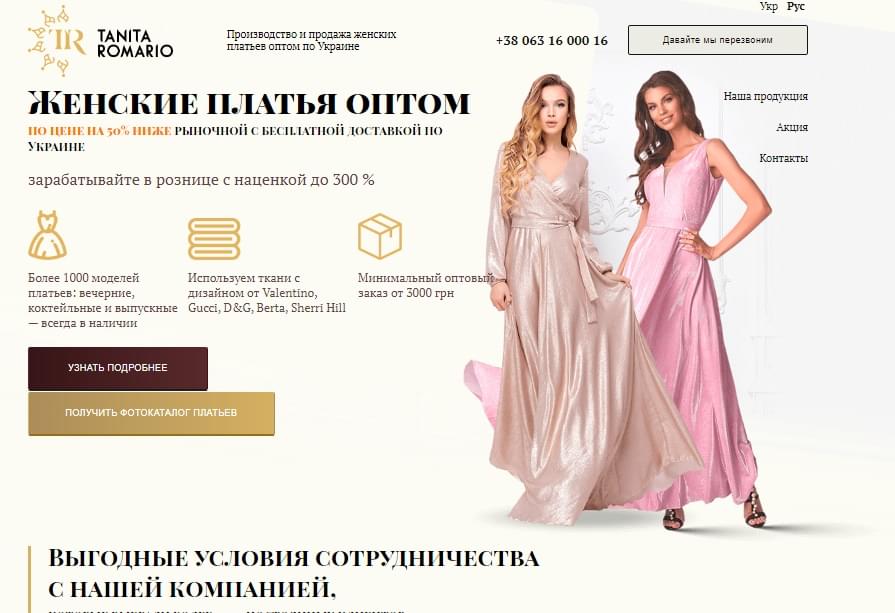 Укр Рус
TR TANITA
ROMARIO
Производство и продажа женских
платьев оптом по Украине
+38 063 16 000 16
Давайте мы перезвоним
Наша продукция
Акция
Контакты
Женские платья оптом
по цене на 50% ниже рыночной с бесплатной доставкой по
Украине
зарабатывайте в рознице с наценкой до 300 %
Более 1000 моделей
платьев: вечерние,
коктейльные и выпускные
— всегда в наличии
Используем ткани с
дизайном от Valentino,
Gucci, D&G, Berta, Sherri Hill
Минимальный оптовый
заказ от 3000 грн
УЗНАТЬ ПОДРОБНЕЕ
ПОЛУЧИТЬ ФОТОКАТАЛОГ ПЛАТЬЕВ
Выгодные условия сотрудничества
с нашей компанией,